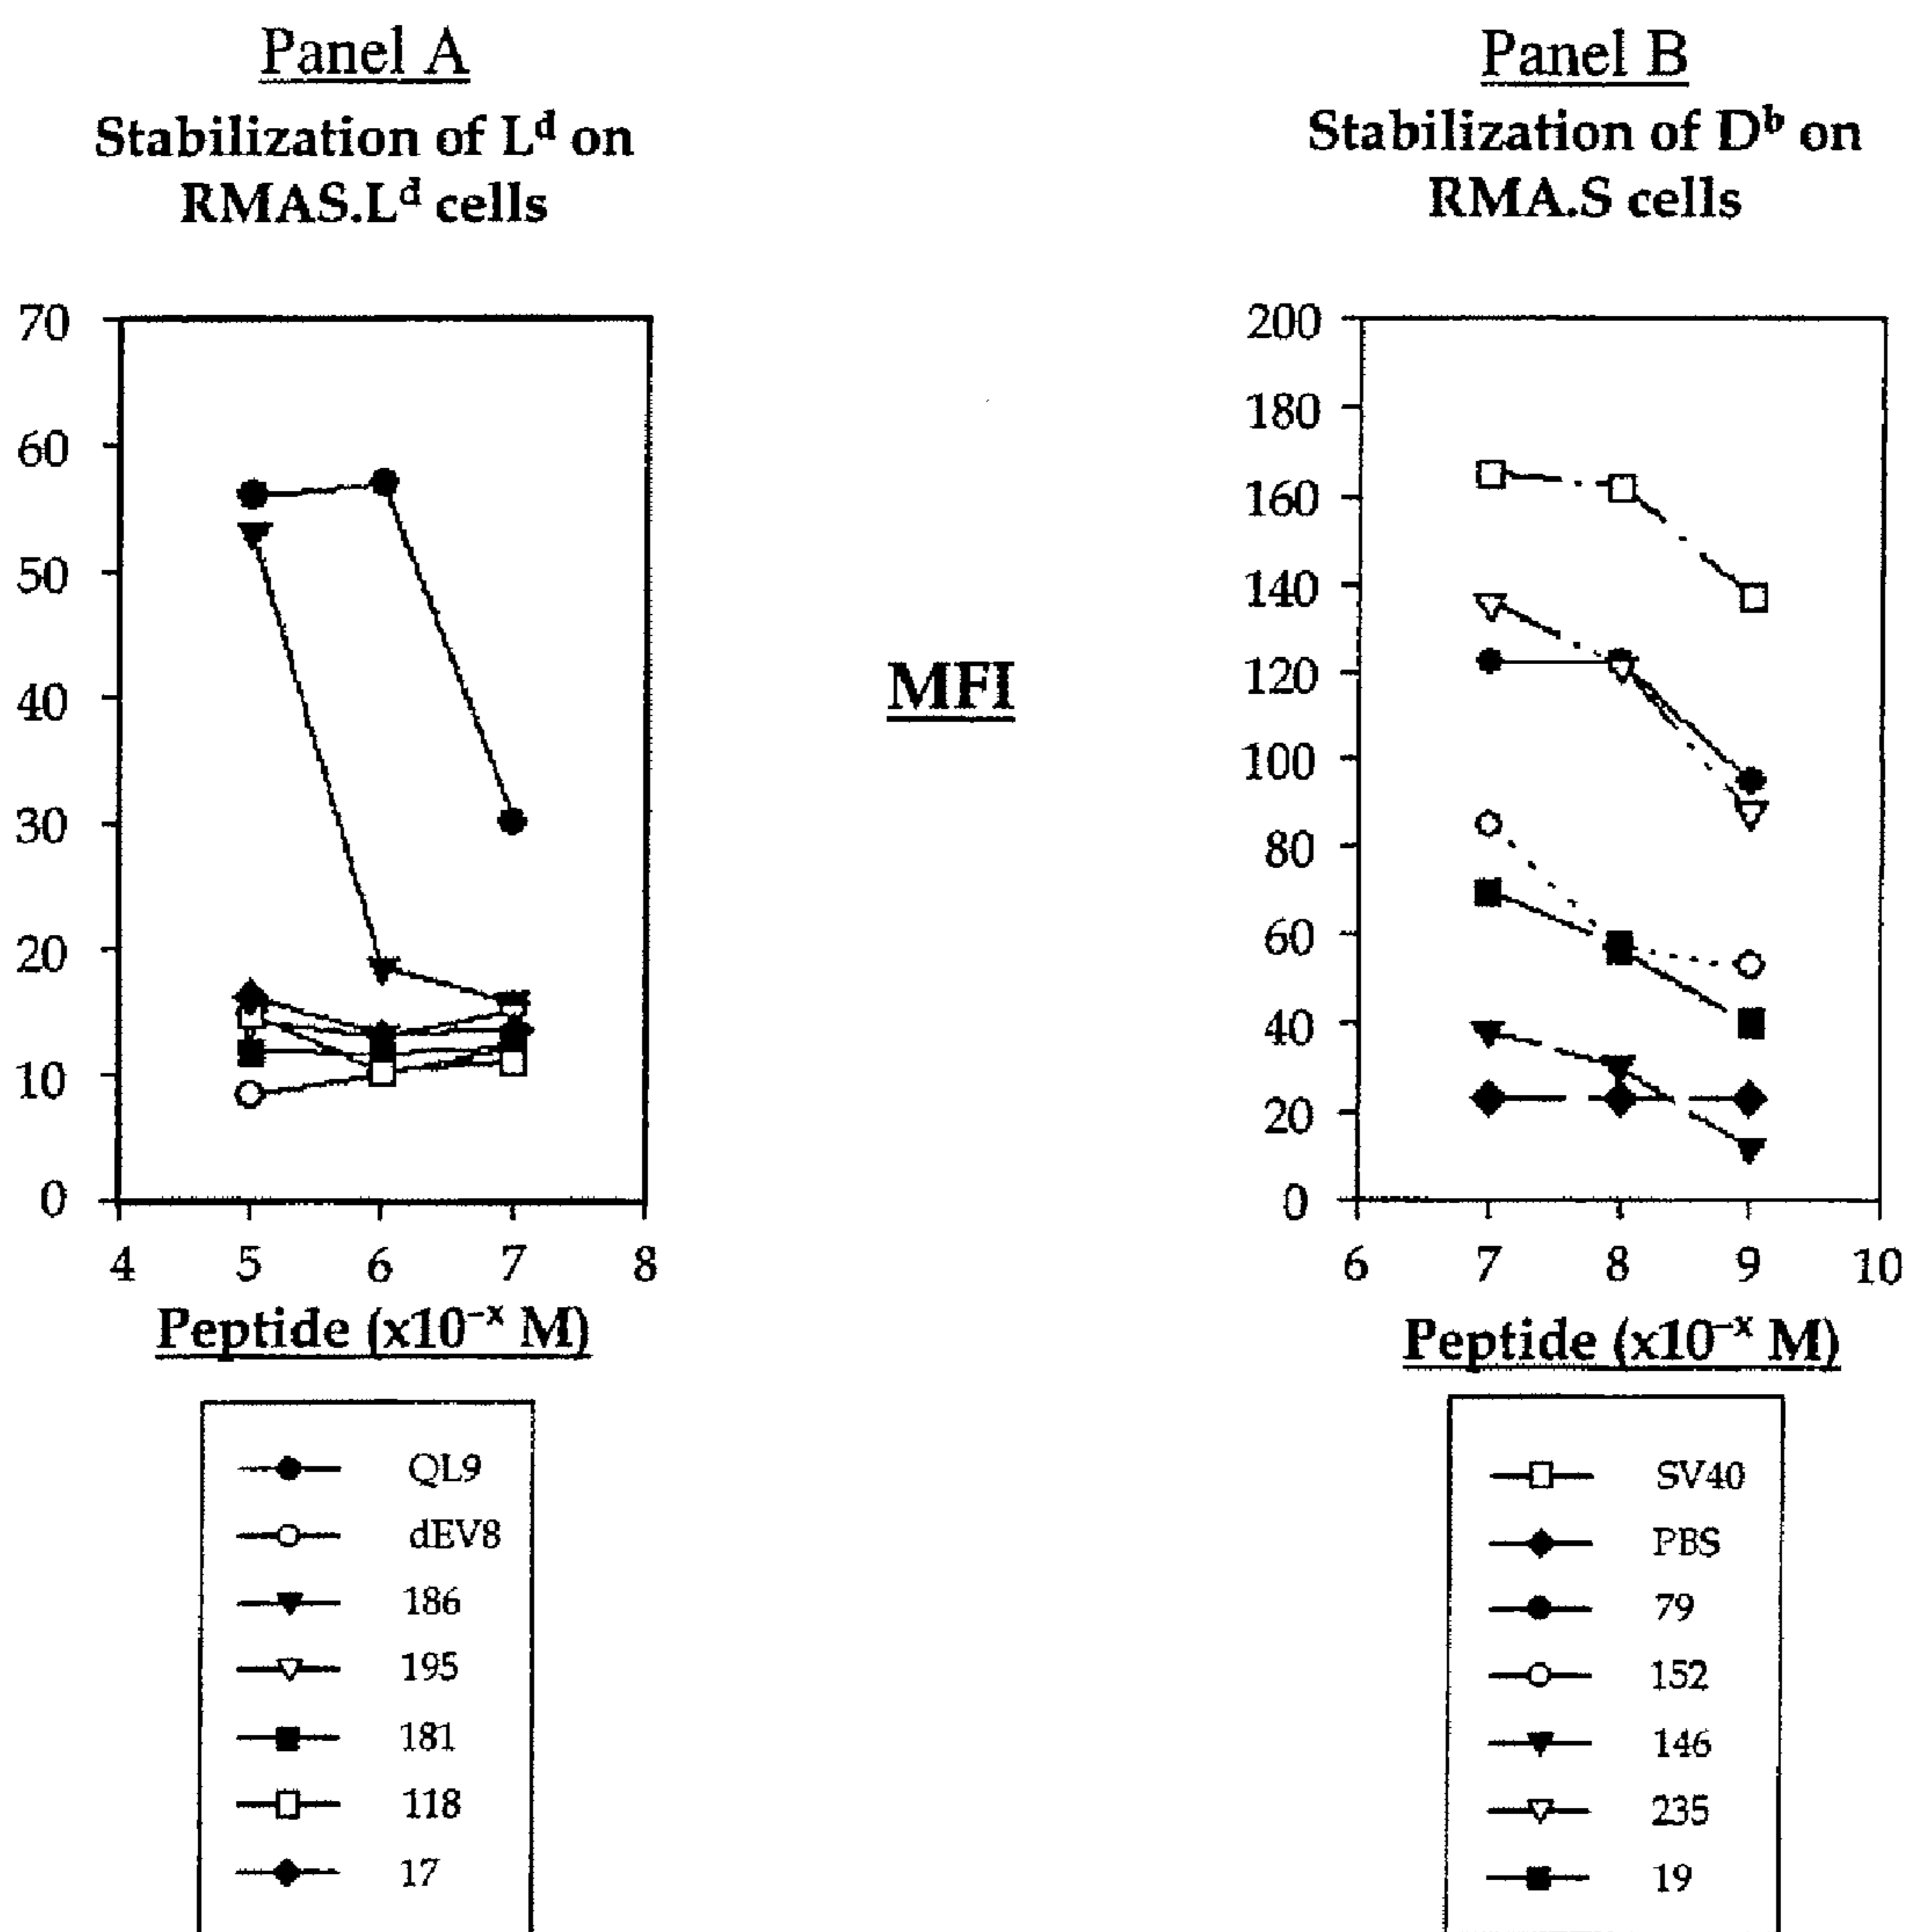 Panel A
Stabilization of Lᵈ on
RMAS.Lᵈ cells
70
60
50
40
30
20
10
0
4 5 6 7 8
Peptide (x10⁻ˣ M)
QL9
dEV8
186
195
181
118
17
MFI
Panel B
Stabilization of Dᵇ on
RMA.S cells
200
180
160
140
120
100
80
60
40
20
0
6 7 8 9 10
Peptide (x10⁻ˣ M)
SV40
PBS
79
152
146
235
19